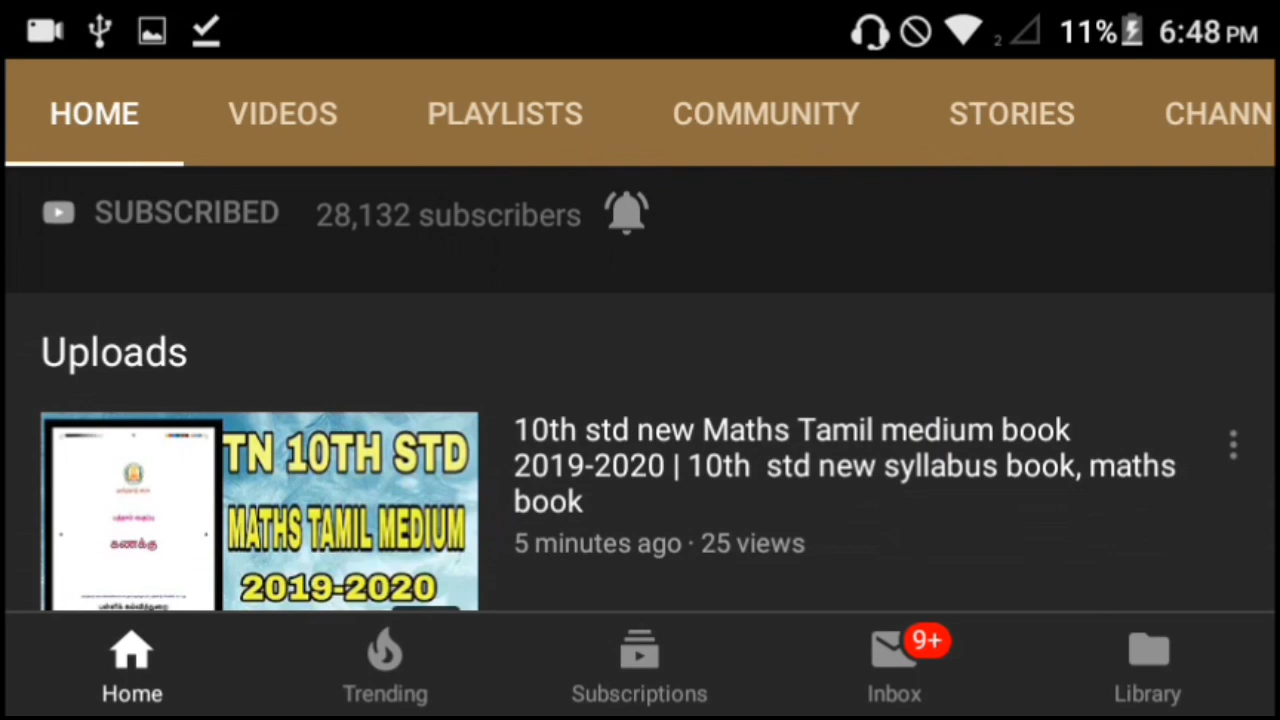 2 11% 6:48 PM
HOME VIDEOS PLAYLISTS COMMUNITY STORIES CHANN
SUBSCRIBED 28,132 subscribers
Uploads
TN 10TH STD
MATHS TAMIL MEDIUM
2019-2020
கணக்கு
10th std new Maths Tamil medium book
2019-2020 | 10th std new syllabus book, maths
book
5 minutes ago · 25 views
9+
Home Trending Subscriptions Inbox Library